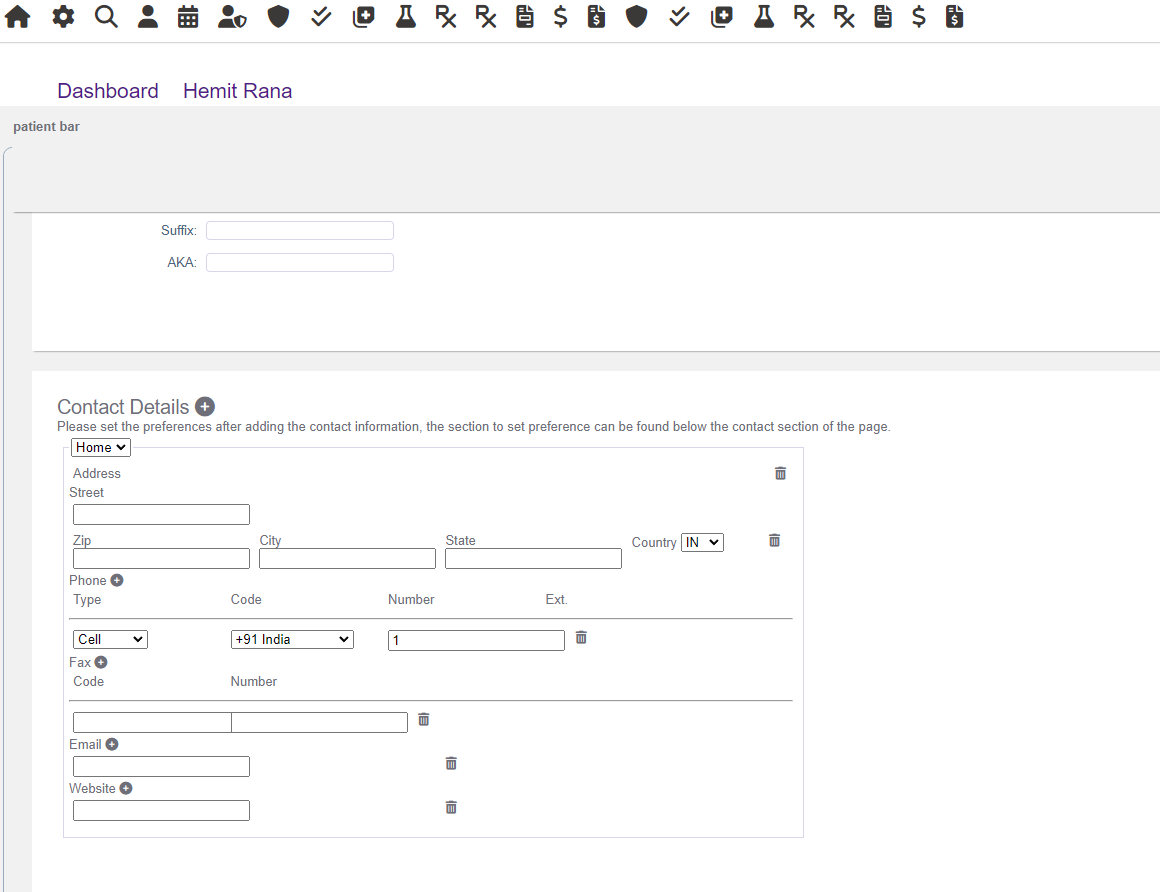 Dashboard Hemit Rana
patient bar
Suffix:
AKA:
Contact Details
Please set the preferences after adding the contact information, the section to set preference can be found below the contact section of the page.
Home
Address
Street
Zip City State Country IN
Phone
Type Code Number Ext.
Cell +91 India 1
Fax
Code Number
Email
Website